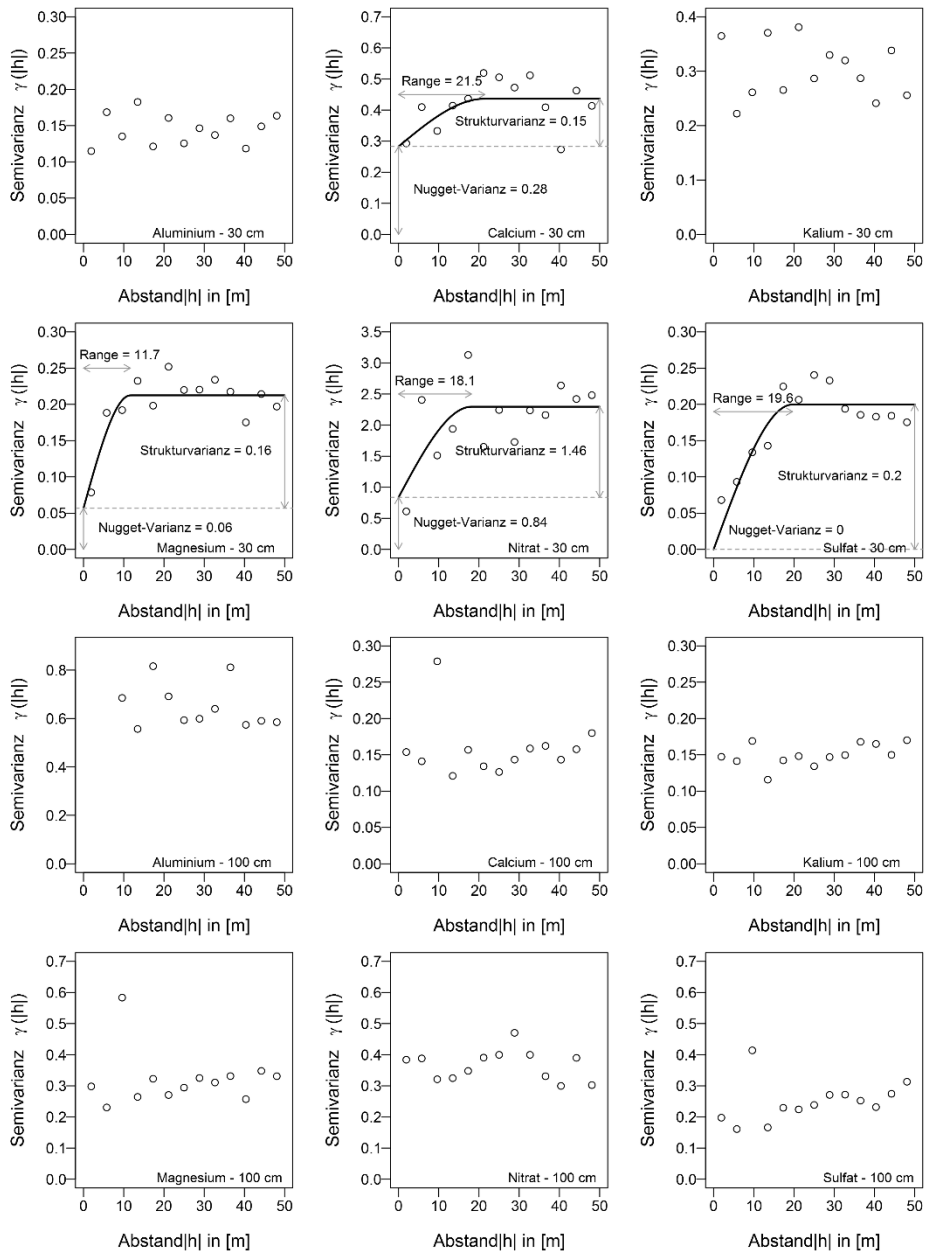 Semivarianz γ (|h|)
0.30
0.25
0.20
0.15
0.10
0.05
0.00
Aluminium - 30 cm
0 10 20 30 40 50
Abstand|h| in [m]
Semivarianz γ (|h|)
0.7
0.6
0.5
0.4
0.3
0.2
0.1
0.0
Range = 21.5
Strukturvarianz = 0.15
Nugget-Varianz = 0.28
Calcium - 30 cm
0 10 20 30 40 50
Abstand|h| in [m]
Semivarianz γ (|h|)
0.4
0.3
0.2
0.1
0.0
Kalium - 30 cm
0 10 20 30 40 50
Abstand|h| in [m]
Semivarianz γ (|h|)
0.30
0.25
0.20
0.15
0.10
0.05
0.00
Range = 11.7
Strukturvarianz = 0.16
Nugget-Varianz = 0.06
Magnesium - 30 cm
0 10 20 30 40 50
Abstand|h| in [m]
Semivarianz γ (|h|)
3.5
3.0
2.5
2.0
1.5
1.0
0.5
0.0
Range = 18.1
Strukturvarianz = 1.46
Nugget-Varianz = 0.84
Nitrat - 30 cm
0 10 20 30 40 50
Abstand|h| in [m]
Semivarianz γ (|h|)
0.30
0.25
0.20
0.15
0.10
0.05
0.00
Range = 19.6
Strukturvarianz = 0.2
Nugget-Varianz = 0
Sulfat - 30 cm
0 10 20 30 40 50
Abstand|h| in [m]
Semivarianz γ (|h|)
0.8
0.6
0.4
0.2
0.0
Aluminium - 100 cm
0 10 20 30 40 50
Abstand|h| in [m]
Semivarianz γ (|h|)
0.30
0.25
0.20
0.15
0.10
0.05
0.00
Calcium - 100 cm
0 10 20 30 40 50
Abstand|h| in [m]
Semivarianz γ (|h|)
0.30
0.25
0.20
0.15
0.10
0.05
0.00
Kalium - 100 cm
0 10 20 30 40 50
Abstand|h| in [m]
Semivarianz γ (|h|)
0.7
0.6
0.5
0.4
0.3
0.2
0.1
0.0
Magnesium - 100 cm
0 10 20 30 40 50
Abstand|h| in [m]
Semivarianz γ (|h|)
0.7
0.6
0.5
0.4
0.3
0.2
0.1
0.0
Nitrat - 100 cm
0 10 20 30 40 50
Abstand|h| in [m]
Semivarianz γ (|h|)
0.7
0.6
0.5
0.4
0.3
0.2
0.1
0.0
Sulfat - 100 cm
0 10 20 30 40 50
Abstand|h| in [m]